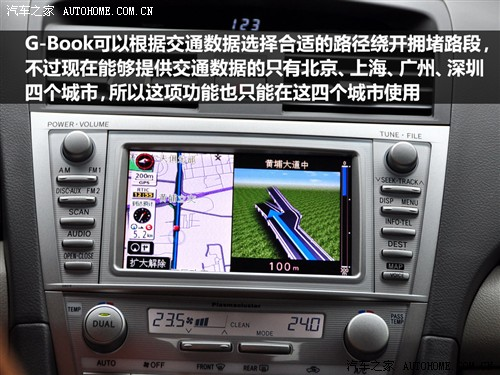 汽车之家 AUTOHOME.COM.CN
123
G-Book可以根据交通数据选择合适的路径绕开拥堵路段，
不过现在能够提供交通数据的只有北京、上海、广州、深圳
四个城市，所以这项功能也只能在这四个城市使用
POWER·VOLUME
TUNE·FILE
AM
FM1
DISC·AUX
FM2
SCAN
AUDIO
OPEN·CLOSE
200m
12:55
5.2
扩大解除
黄埔大道中
100m
SEEK/TRACK
DISP
MENU
INFO·TEL
DEST
MAP
TEMP
DUAL
23.5
CLEAN
MODE
24.0
PASS
TEMP
AUTO
OFF
FRONT
REAR
汽车之家 AUTOHOME.COM.CN